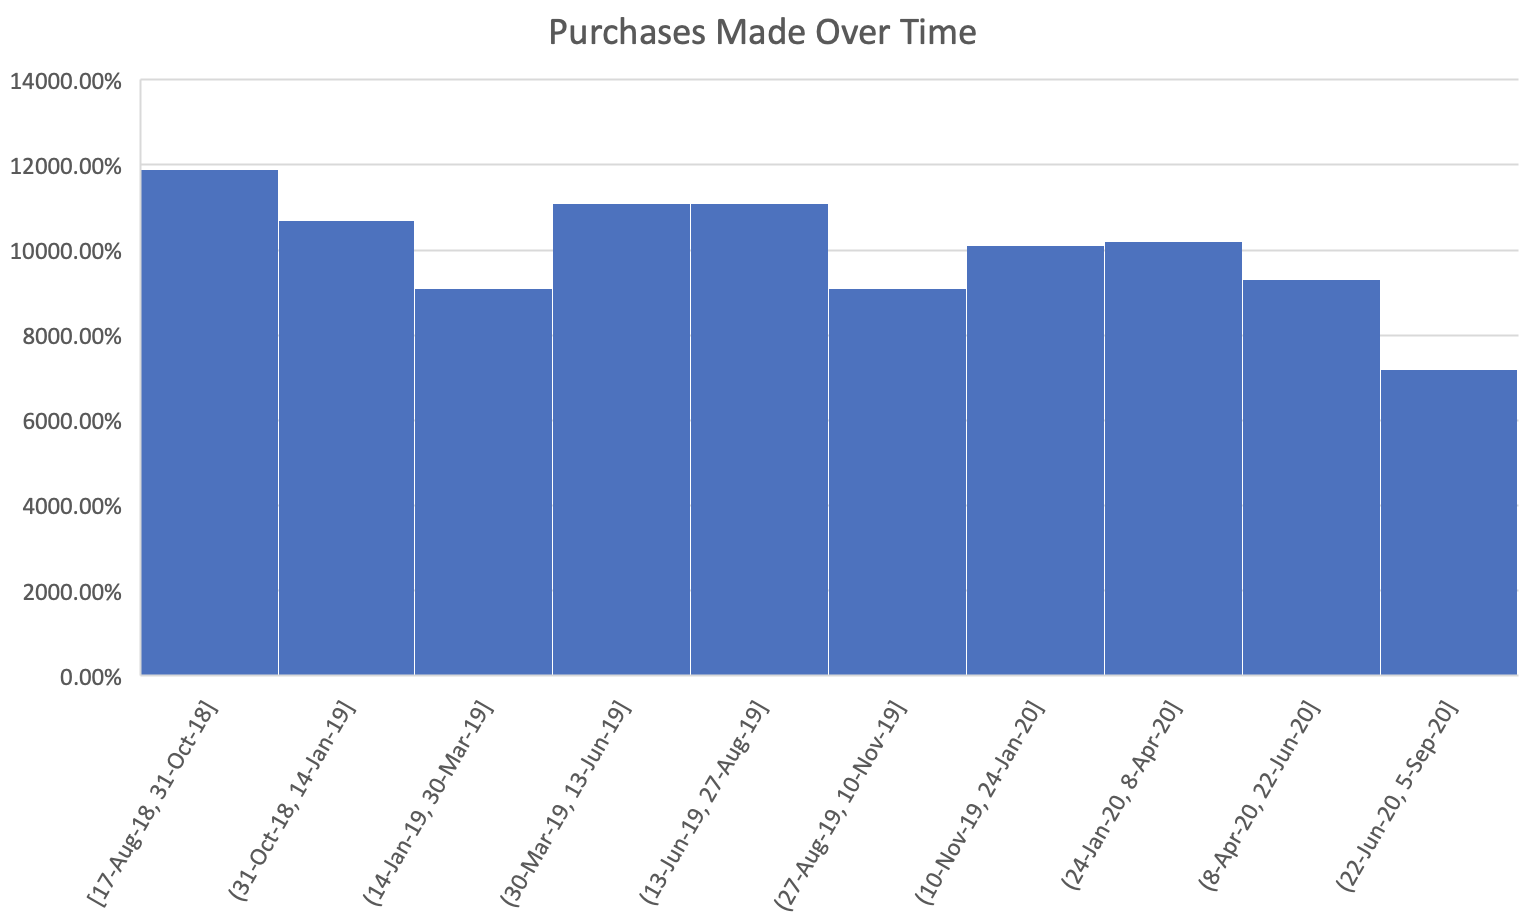 Purchases Made Over Time
14000.00%
12000.00%
10000.00%
8000.00%
6000.00%
4000.00%
2000.00%
0.00%
[17-Aug-18, 31-Oct-18]
(31-Oct-18, 14-Jan-19]
(14-Jan-19, 30-Mar-19]
(30-Mar-19, 13-Jun-19]
(13-Jun-19, 27-Aug-19]
(27-Aug-19, 10-Nov-19]
(10-Nov-19, 24-Jan-20]
(24-Jan-20, 8-Apr-20]
(8-Apr-20, 22-Jun-20]
(22-Jun-20, 5-Sep-20]